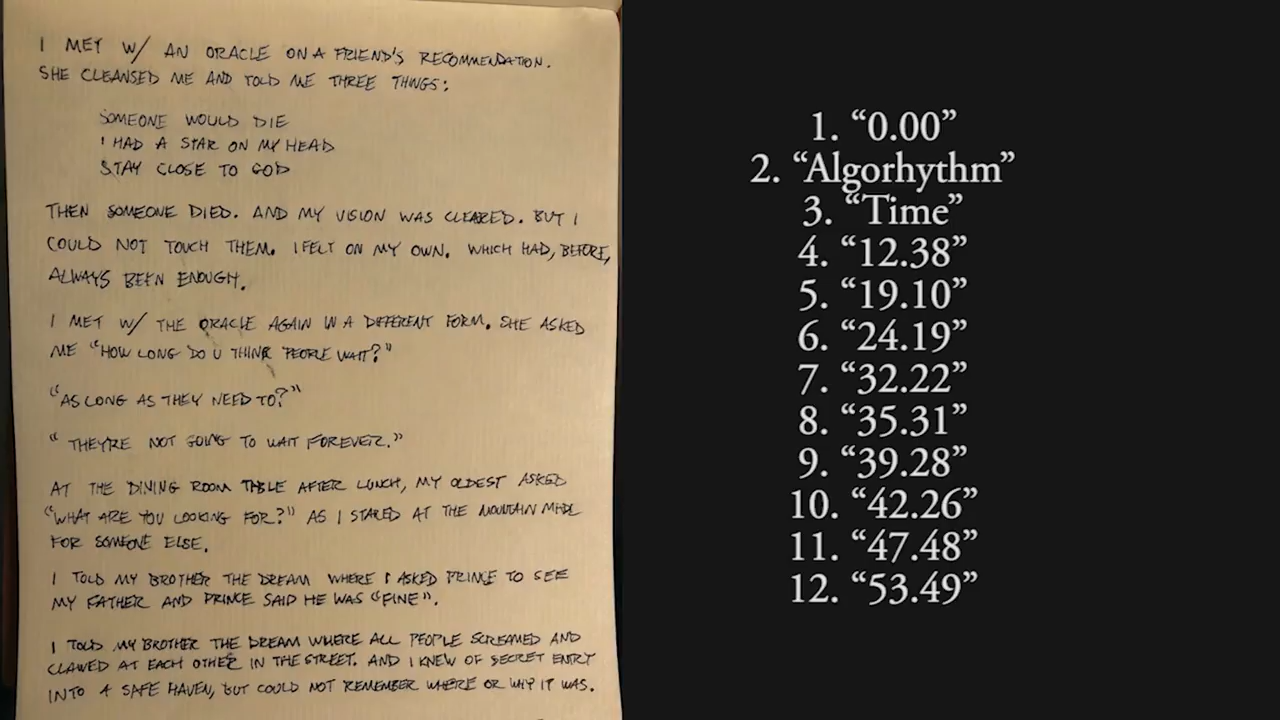 I MET W/ AN ORACLE ON A FRIEND'S RECOMMENDATION.
SHE CLEANSED ME AND TOLD ME THREE THINGS:
SOMEONE WOULD DIE
I HAD A STAR ON MY HEAD
STAY CLOSE TO GOD
THEN SOMEONE DIED. AND MY VISION WAS CLEARED. BUT I
COULD NOT TOUCH THEM. I FELT ON MY OWN. WHICH HAD, BEFORE,
ALWAYS BEEN ENOUGH.
I MET W/ THE ORACLE AGAIN IN A DIFFERENT FORM. SHE ASKED
ME "HOW LONG DO U THINK PEOPLE WAIT?"
"AS LONG AS THEY NEED TO?"
"THEYRE NOT GOING TO WAIT FOREVER."
AT THE DINING ROOM TABLE AFTER LUNCH, MY OLDEST ASKED
"WHAT ARE YOU LOOKING FOR?" AS I STARED AT THE MOUNTAIN MADE
FOR SOMEONE ELSE.
I TOLD MY BROTHER THE DREAM WHERE I ASKED PRINCE TO SEE
MY FATHER AND PRINCE SAID HE WAS "FINE".
I TOLD MY BROTHER THE DREAM WHERE ALL PEOPLE SCREAMED AND
CLAWED AT EACH OTHER IN THE STREET. AND I KNEW OF SECRET ENTRY
INTO A SAFE HAVEN, BUT COULD NOT REMEMBER WHERE OR WHY IT WAS.
1. "0.00"
2. "Algorhythm"
3. "Time"
4. "12.38"
5. "19.10"
6. "24.19"
7. "32.22"
8. "35.31"
9. "39.28"
10. "42.26"
11. "47.48"
12. "53.49"